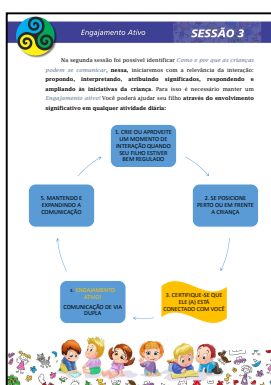 Engajamento Ativo
SESSÃO 3
Na segunda sessão foi possível identificar Como e por que as crianças
podem se comunicar, nessa, iniciaremos com a relevância da interação:
propondo, interpretando, atribuindo significados, respondendo e
ampliando às iniciativas da criança. Para isso é necessário manter um
Engajamento ativo! Você poderá ajudar seu filho através do envolvimento
significativo em qualquer atividade diária:
1. CRIE OU APROVEITE
UM MOMENTO DE
INTERAÇÃO QUANDO
SEU FILHO ESTIVER
BEM REGULADO
2. SE POSICIONE
PERTO OU EM FRENTE
A CRIANÇA
3. CERTIFIQUE-SE QUE
ELE (A) ESTÁ
CONECTADO COM VOCÊ
4. ENGAJAMENTO
ATIVO!
COMUNICAÇÃO DE VIA
DUPLA
5. MANTENDO E
EXPANDINDO A
COMUNICAÇÃO